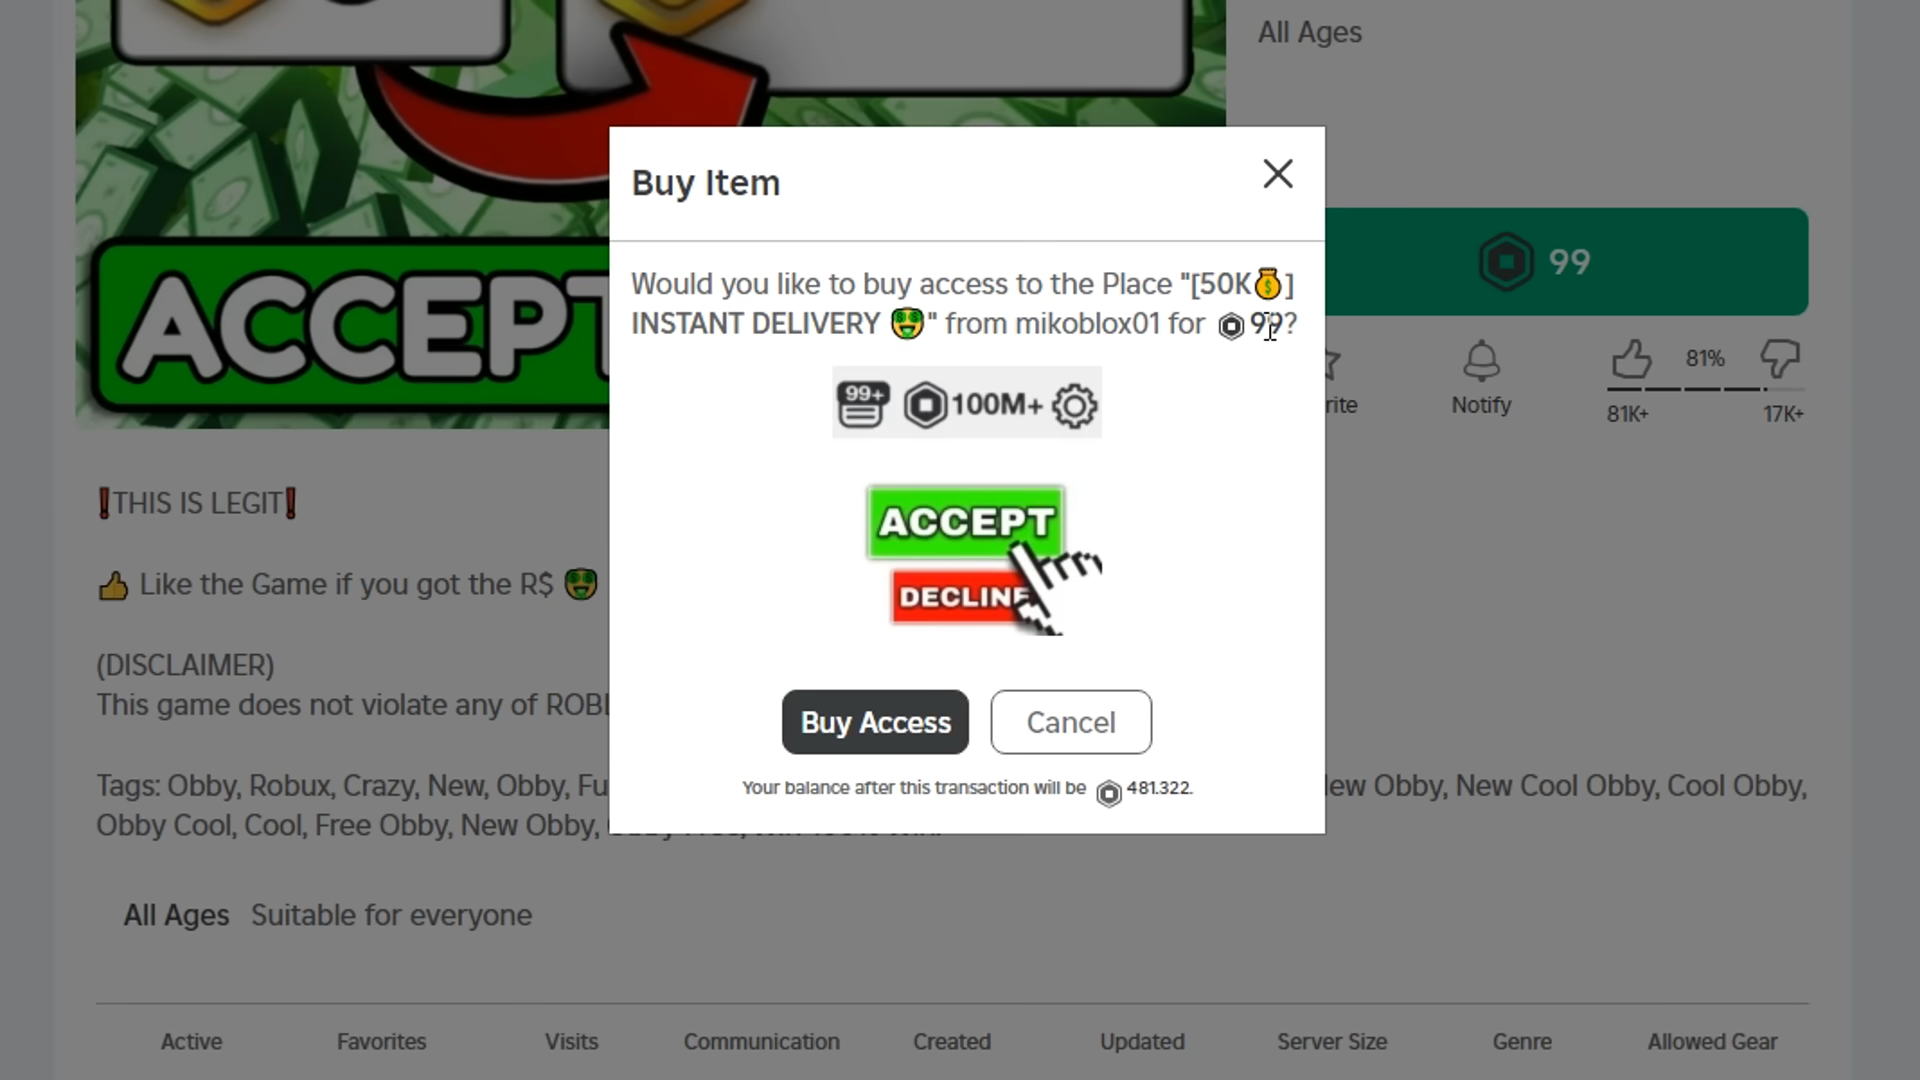 All Ages
Buy Item
Would you like to buy access to the Place "[50K💰]
INSTANT DELIVERY 🤑" from mikoblox01 for 99?
99
ACCEPT
99+ 100M+
81%
rite
Notify
81K+
17K+
ACCEPT
DECLINE
❗THIS IS LEGIT❗
👍 Like the Game if you got the R$ 🤑
(DISCLAIMER)
This game does not violate any of ROBL
Buy Access
Cancel
Your balance after this transaction will be 481.322.
Tags: Obby, Robux, Crazy, New, Obby, Fu
New Obby, New Cool Obby, Cool Obby,
Obby Cool, Cool, Free Obby, New Obby,
All Ages Suitable for everyone
Active Favorites Visits Communication Created Updated Server Size Genre Allowed Gear